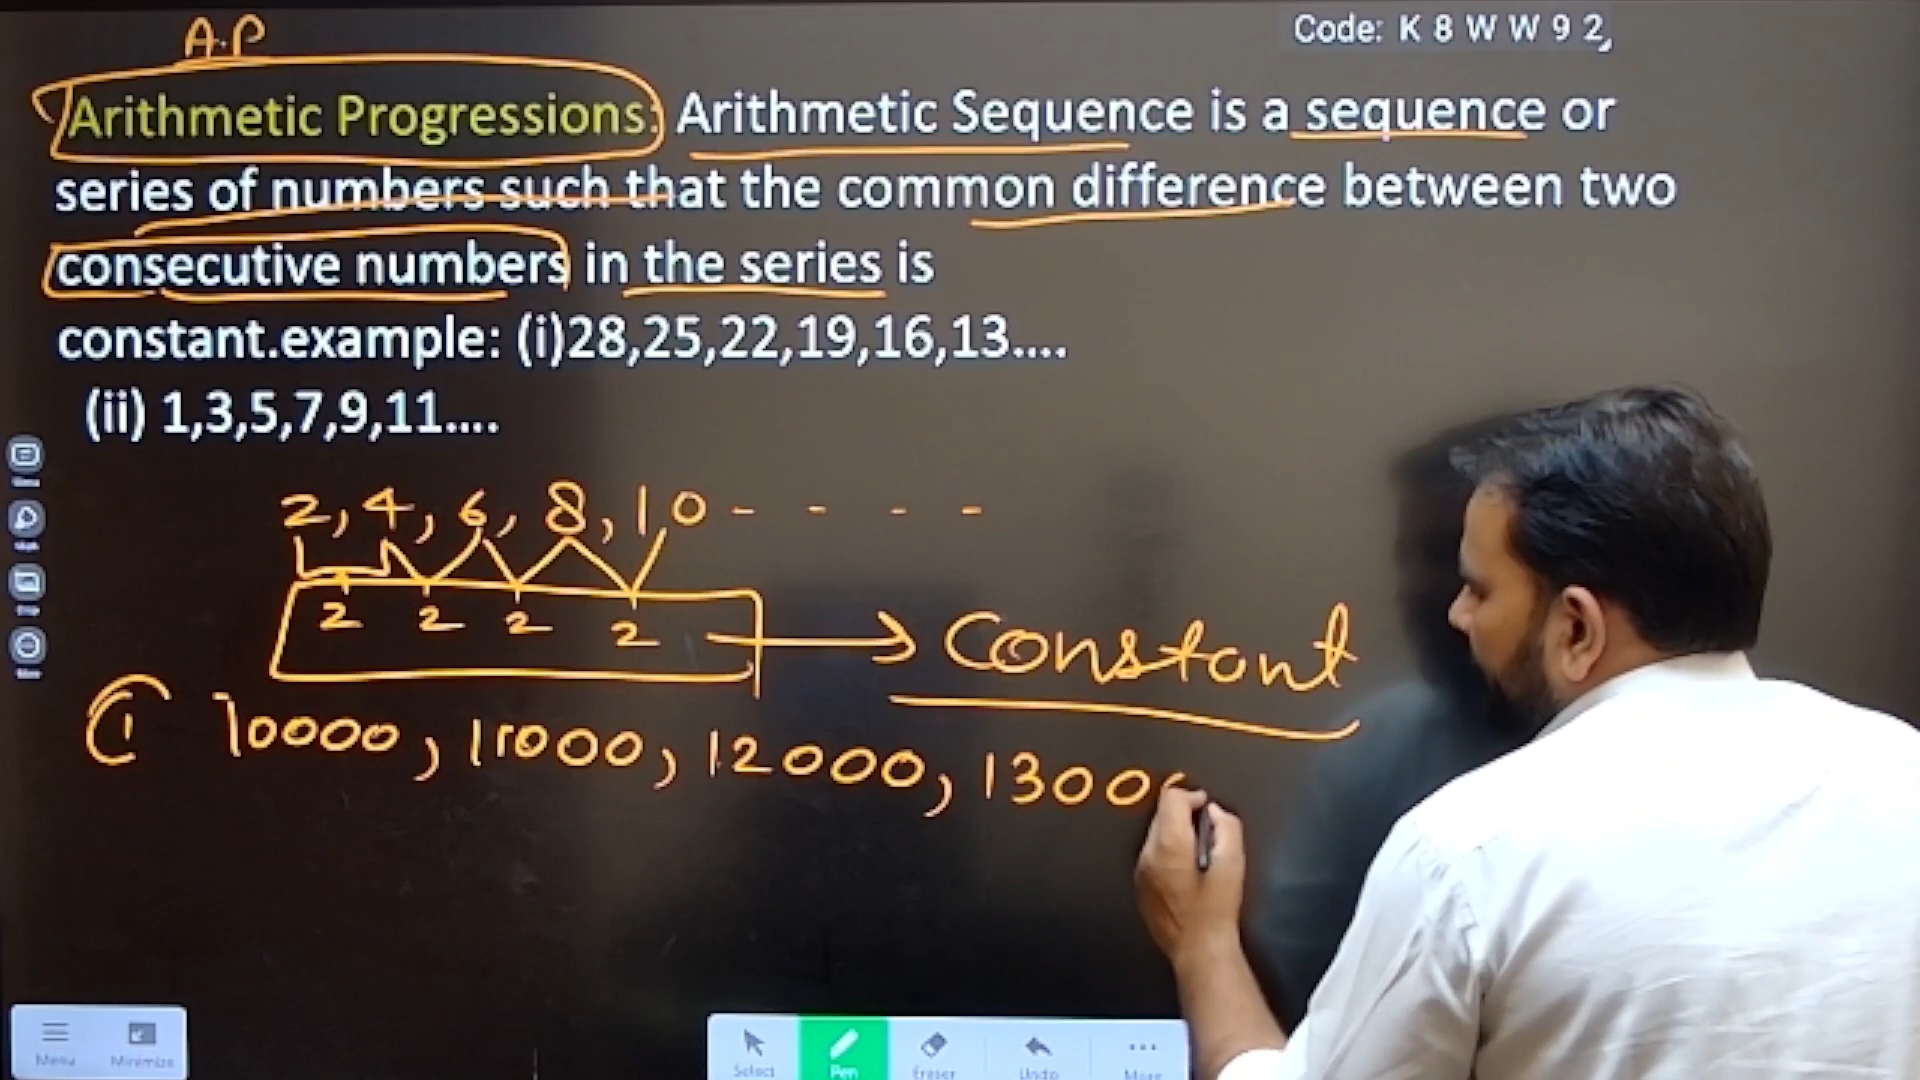 A.P
Code: K 8 W W 9 2
Arithmetic Progressions: Arithmetic Sequence is a sequence or
series of numbers such that the common difference between two
consecutive numbers in the series is
constant.example: (i)28,25,22,19,16,13....
(ii) 1,3,5,7,9,11....
2, 4, 6, 8, 10 - - - -
2 2 2 2 → Constant
(1) 10000, 11000, 12000, 13000
Menu Minimize Select Pen Eraser Undo More